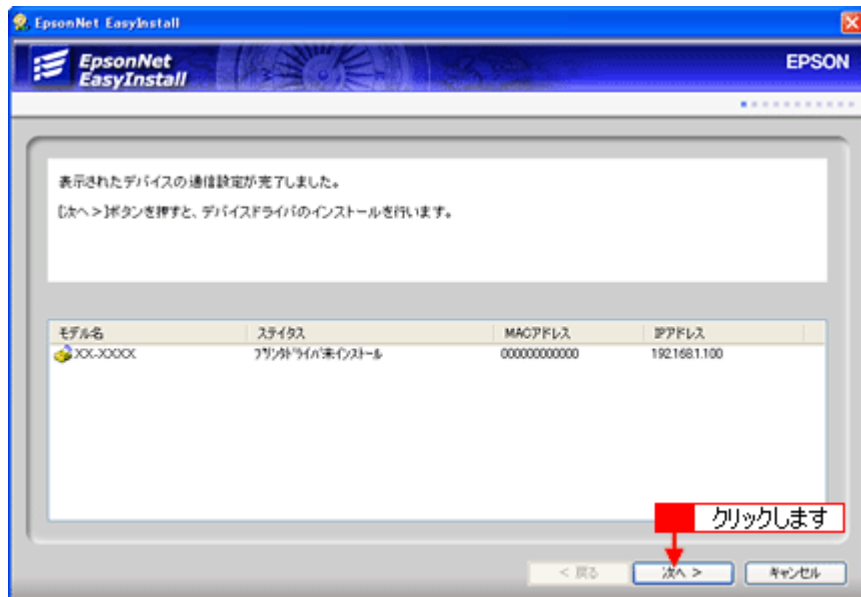 EpsonNet EasyInstall
EpsonNet
EasyInstall
EPSON
表示されたデバイスの通信設定が完了しました。
[次へ >]ボタンを押すと、デバイスドライバのインストールを行います。
モデル名 ステイタス MACアドレス IPアドレス
XX-XXXX プリンタドライバ未インストール 000000000000 192.168.1.100
クリックします
< 戻る 次へ > キャンセル